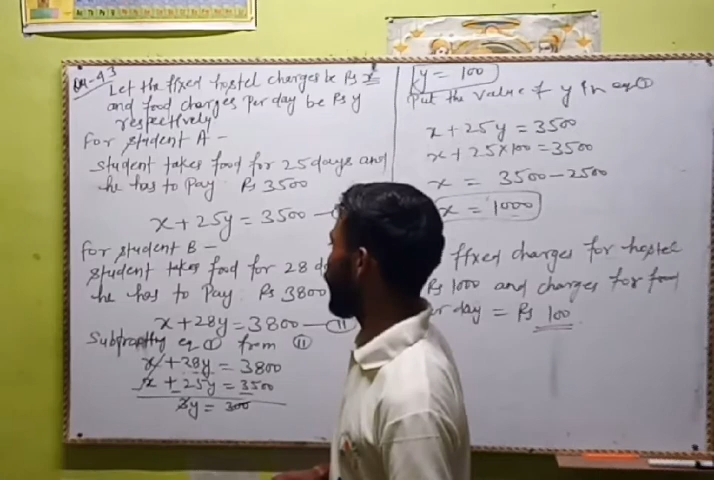 Qu-43
Let the fixed hostel charges be Rs x
and food charges Per day be Rs y
respectively
For student A -
student takes food for 25 days and
he has to Pay Rs 3500
x + 25y = 3500 -
For student B -
student takes food for 28
he has to Pay Rs 3800
x + 28y = 3800 — II
Subtracting eq I from II
x + 28y = 3800
x + 25y = 3500
3y = 300
y = 100
Put the value of y in eq I
x + 25y = 3500
x + 25×100 = 3500
x = 3500 - 2500
x = 1000
fixed charges for hostel
Rs 1000 and charges for food
day = Rs 100